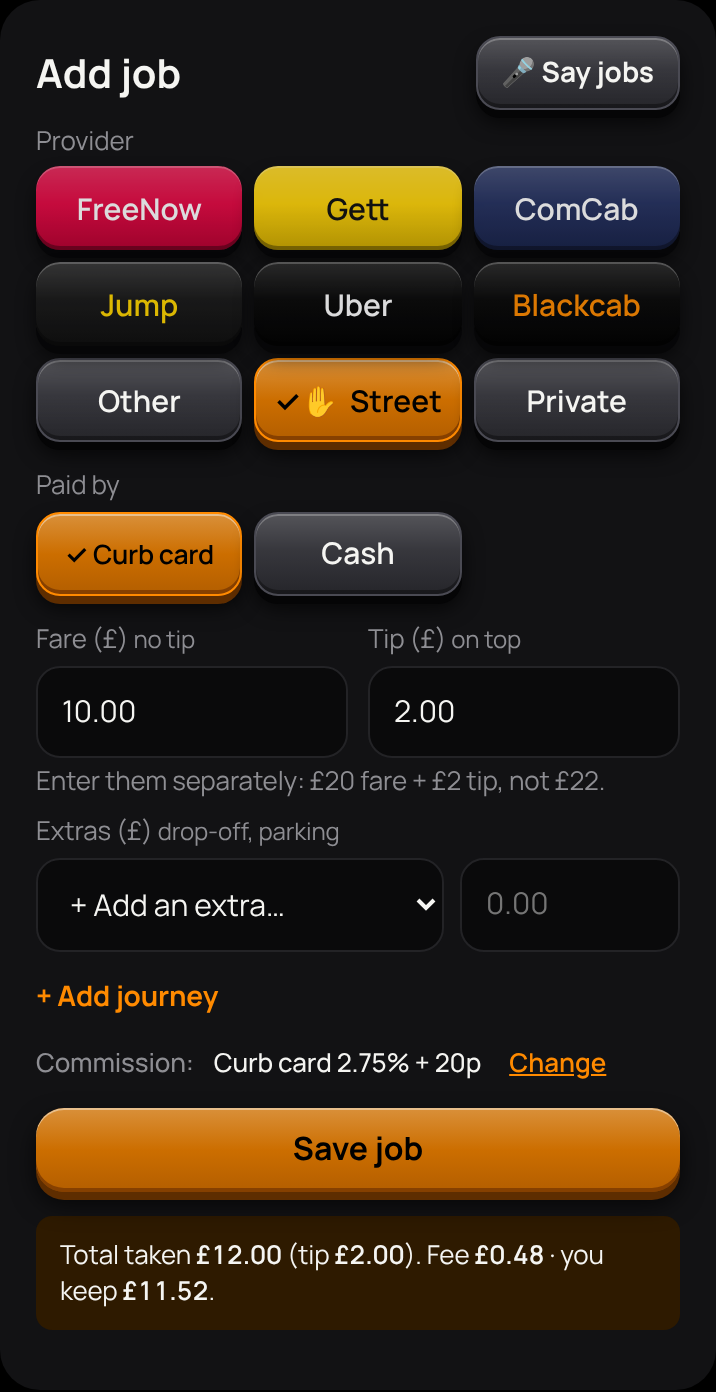 Add job
🎤 Say jobs
Provider
FreeNow
Gett
ComCab
Jump
Uber
Blackcab
Other
✓✋ Street
Private
Paid by
✓ Curb card
Cash
Fare (£) no tip
Tip (£) on top
10.00
2.00
Enter them separately: £20 fare + £2 tip, not £22.
Extras (£) drop-off, parking
+ Add an extra...
0.00
+ Add journey
Commission: Curb card 2.75% + 20p Change
Save job
Total taken £12.00 (tip £2.00). Fee £0.48 · you
keep £11.52.